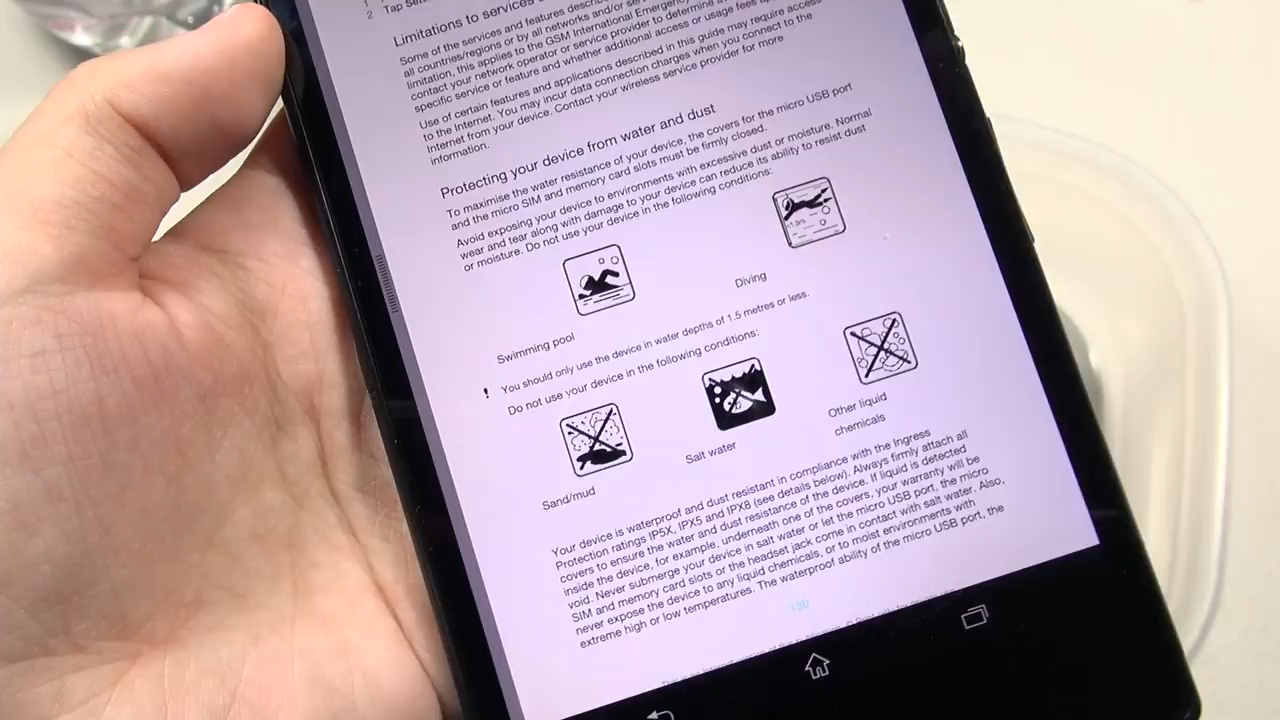 2 Tap
Limitations to services
Some of the services and features
all countries/regions or by all networks and/or
limitation, this applies to the GSM International Emergency
contact your network operator or service provider to determine
specific service or feature and whether additional access or usage fees
Use of certain features and applications described in this guide may require access
to the Internet. You may incur data connection charges when you connect to the
Internet from your device. Contact your wireless service provider for more
information.
Protecting your device from water and dust
To maximise the water resistance of your device, the covers for the micro USB port
and the micro SIM and memory card slots must be firmly closed.
Avoid exposing your device to environments with excessive dust or moisture. Normal
wear and tear along with damage to your device can reduce its ability to resist dust
or moisture. Do not use your device in the following conditions:
<1.5m
Swimming pool
Diving
! You should only use the device in water depths of 1.5 metres or less.
Do not use your device in the following conditions:
Sand/mud
Salt water
Other liquid
chemicals
Your device is waterproof and dust resistant in compliance with the Ingress
Protection ratings IP5X, IPX5 and IPX8 (see details below). Always firmly attach all
covers to ensure the water and dust resistance of the device. If liquid is detected
inside the device, for example, underneath one of the covers, your warranty will be
void. Never submerge your device in salt water or let the micro USB port, the micro
SIM and memory card slots or the headset jack come in contact with salt water. Also,
never expose the device to any liquid chemicals, or to moist environments with
extreme high or low temperatures. The waterproof ability of the micro USB port, the
130